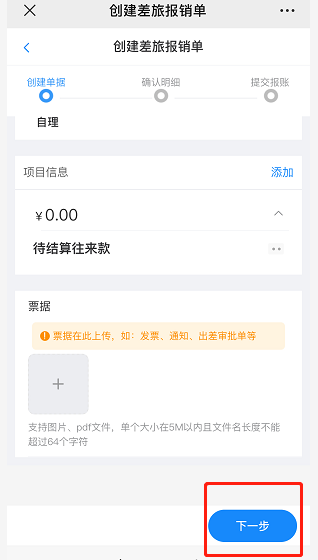 创建差旅报销单
创建差旅报销单
创建单据 确认明细 提交报账
自理
项目信息 添加
￥0.00
待结算往来款
票据
票据在此上传，如：发票、通知、出差审批单等
支持图片、pdf文件，单个大小在5M以内且文件名长度不能
超过64个字符
下一步